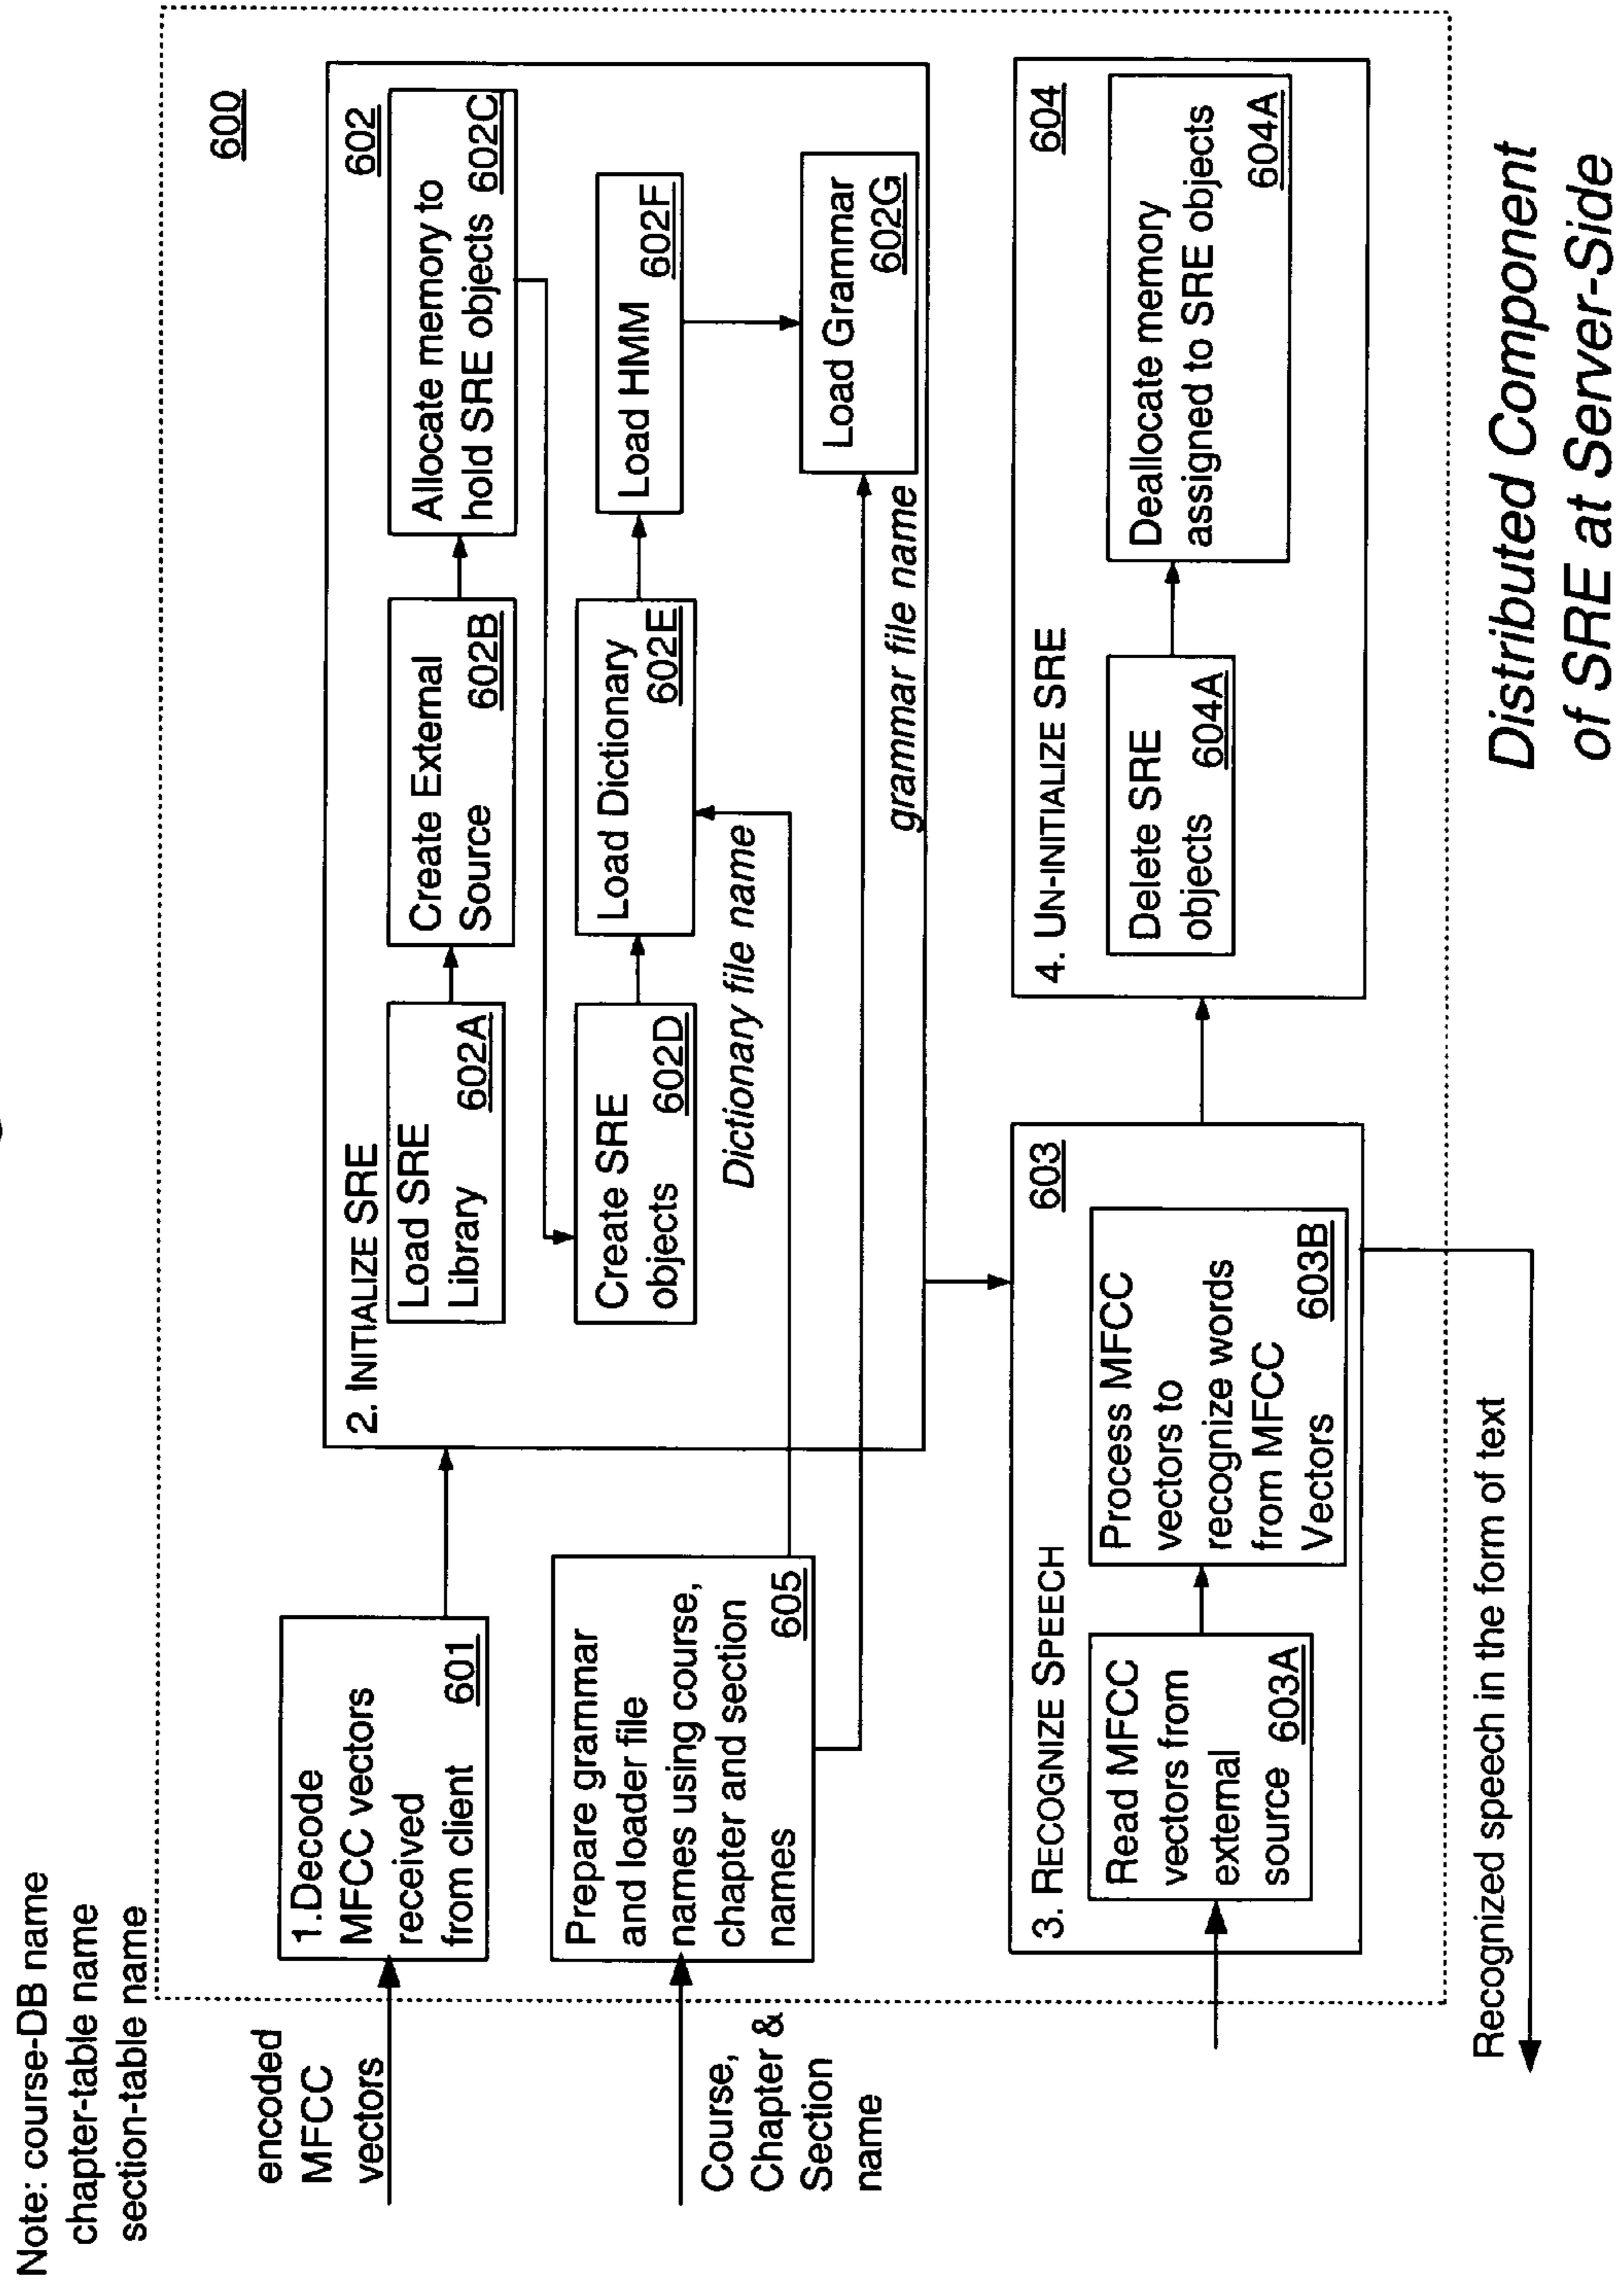 Note: course-DB name
chapter-table name
section-table name
600
encoded
MFCC
vectors
1.Decode
MFCC vectors
received
from client 601
2. INITIALIZE SRE
602
Load SRE
Library 602A
Create External
Source 602B
Allocate memory to
hold SRE objects 602C
Create SRE
objects 602D
Load Dictionary
602E
Load HMM
602F
Load Grammar
602G
Dictionary file name
grammar file name
Course,
Chapter &
Section
name
Prepare grammar
and loader file
names using course,
chapter and section
names 605
3. RECOGNIZE SPEECH
603
Read MFCC
vectors from
external
source 603A
Process MFCC
vectors to
recognize words
from MFCC
Vectors 603B
4. UN-INITIALIZE SRE
604
Delete SRE
objects 604A
Deallocate memory
assigned to SRE objects
604A
Recognized speech in the form of text
Distributed Component
of SRE at Server-Side